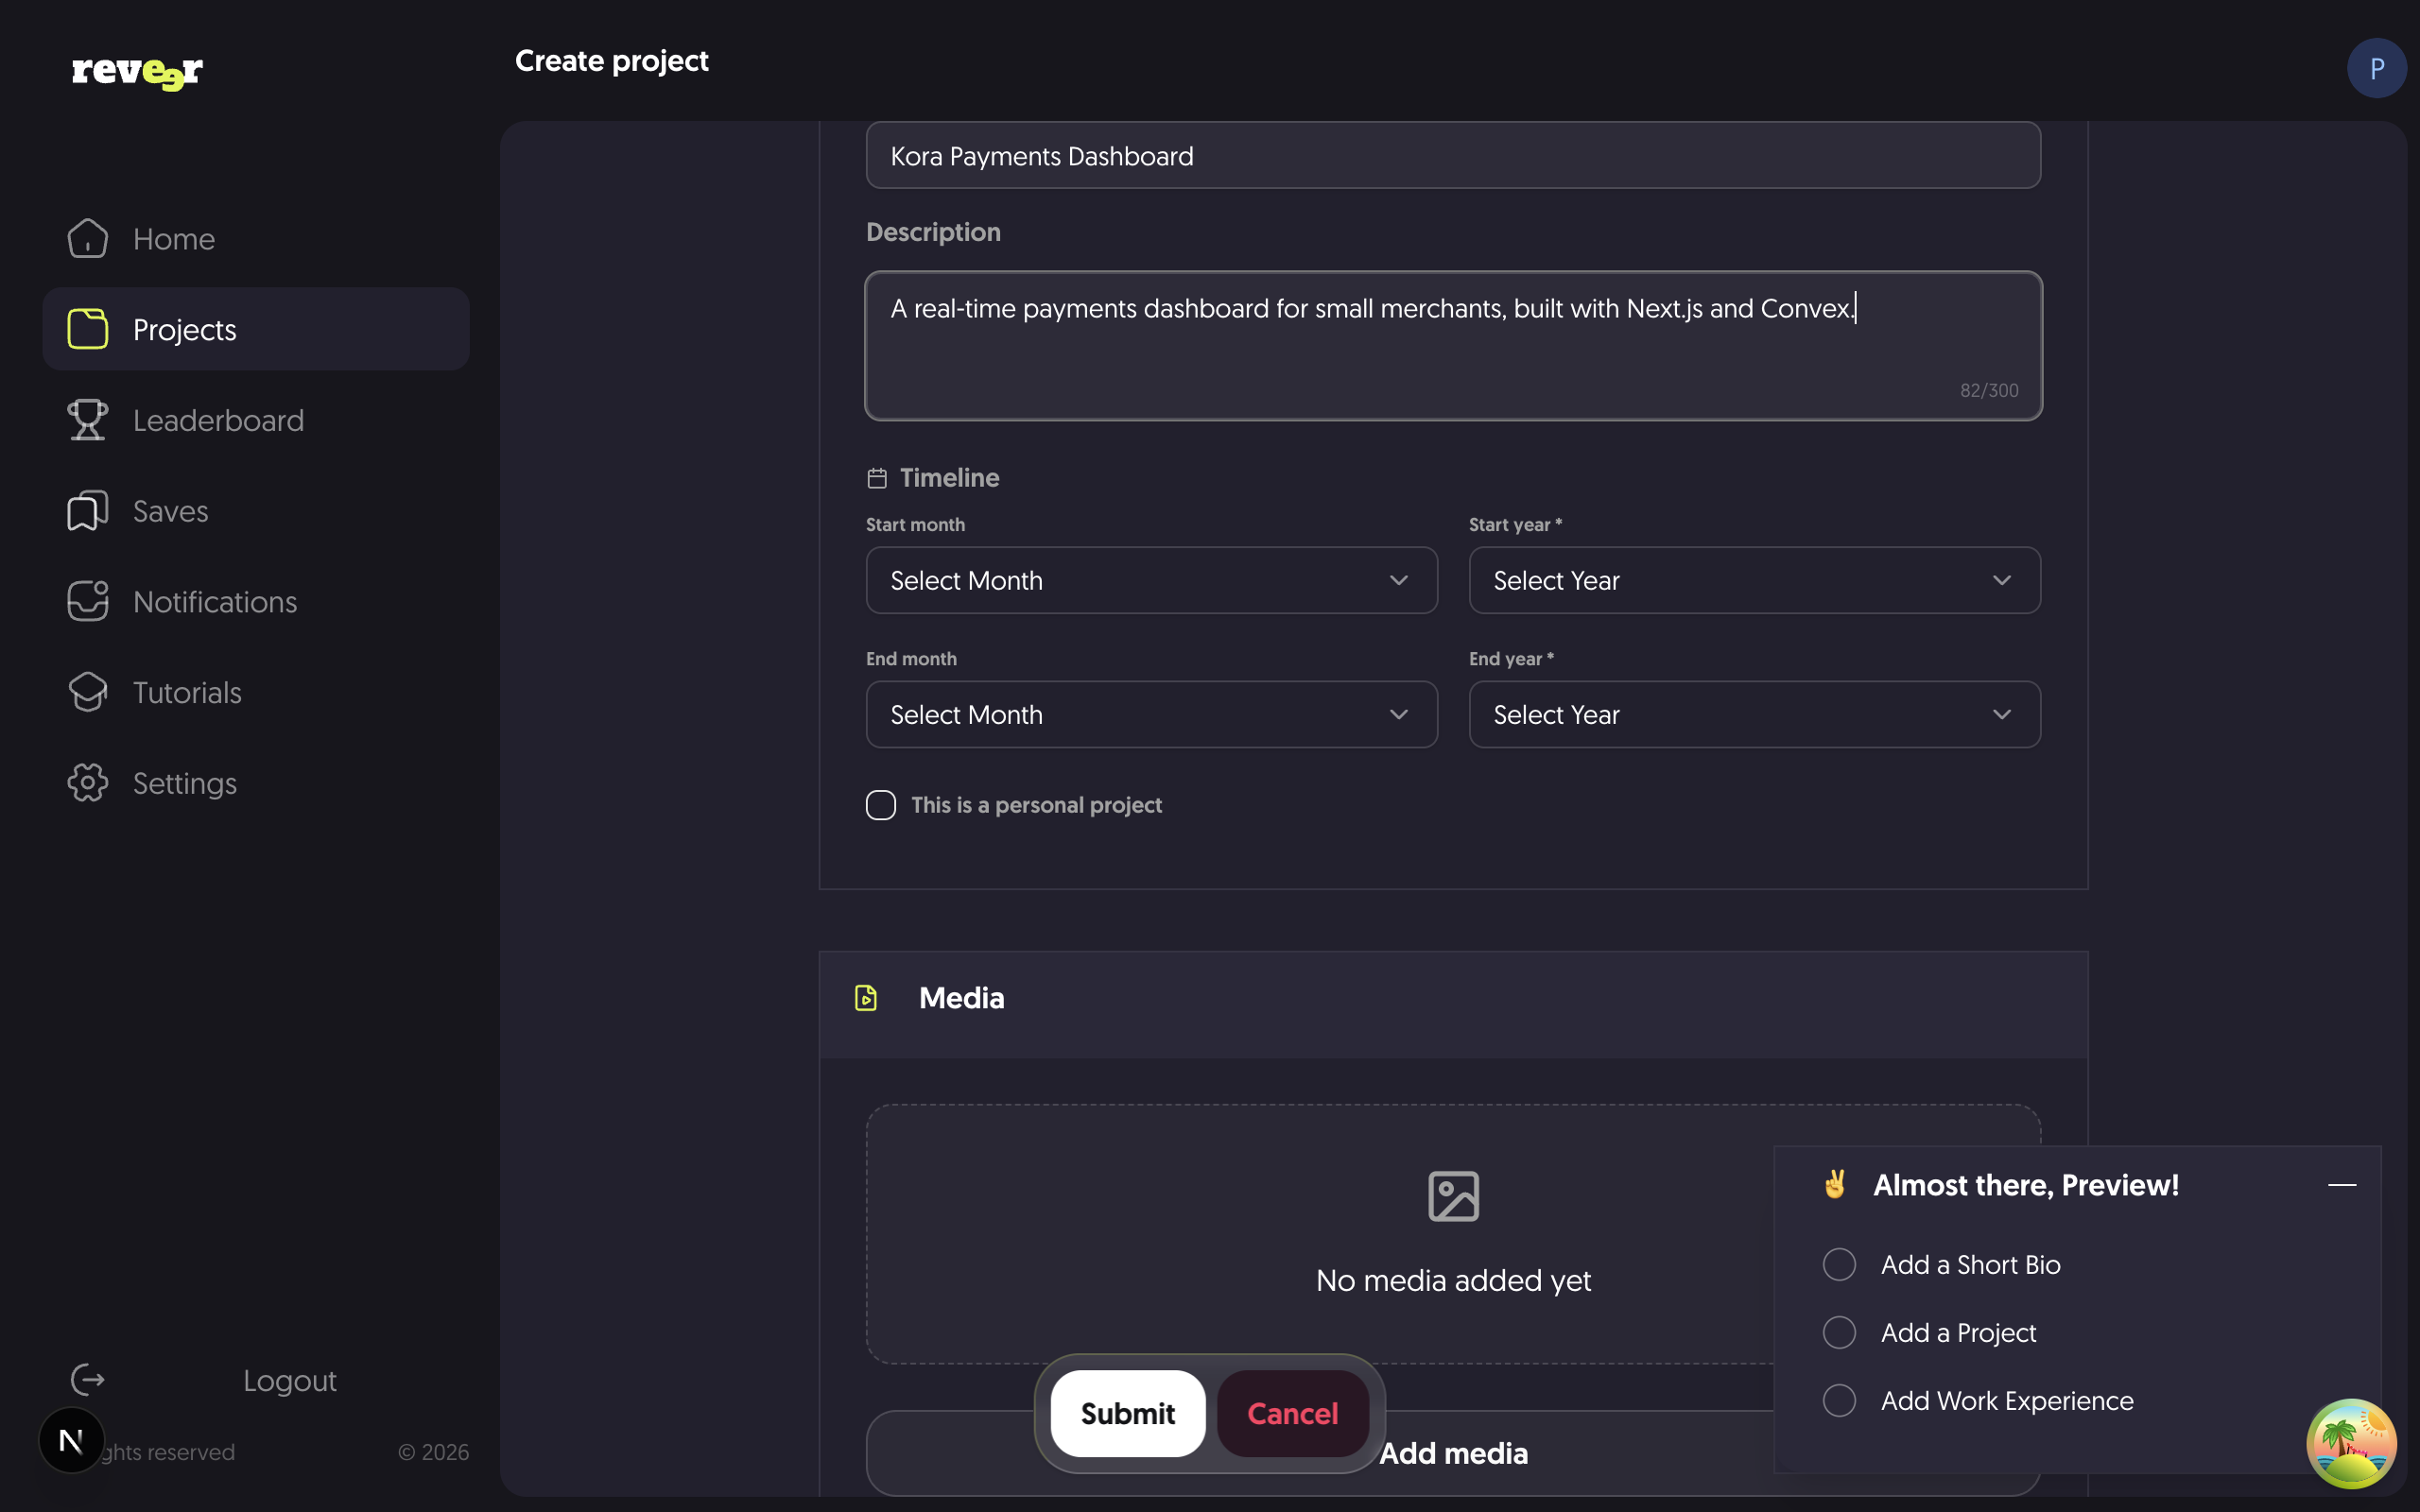 reveer
Create project
P
Home
Projects
Leaderboard
Saves
Notifications
Tutorials
Settings
Logout
ghts reserved
© 2026
N
Kora Payments Dashboard
Description
A real-time payments dashboard for small merchants, built with Next.js and Convex.
82/300
Timeline
Start month
Start year *
Select Month
Select Year
End month
End year *
Select Month
Select Year
This is a personal project
Media
No media added yet
Submit
Cancel
Add media
✌️ Almost there, Preview!
Add a Short Bio
Add a Project
Add Work Experience